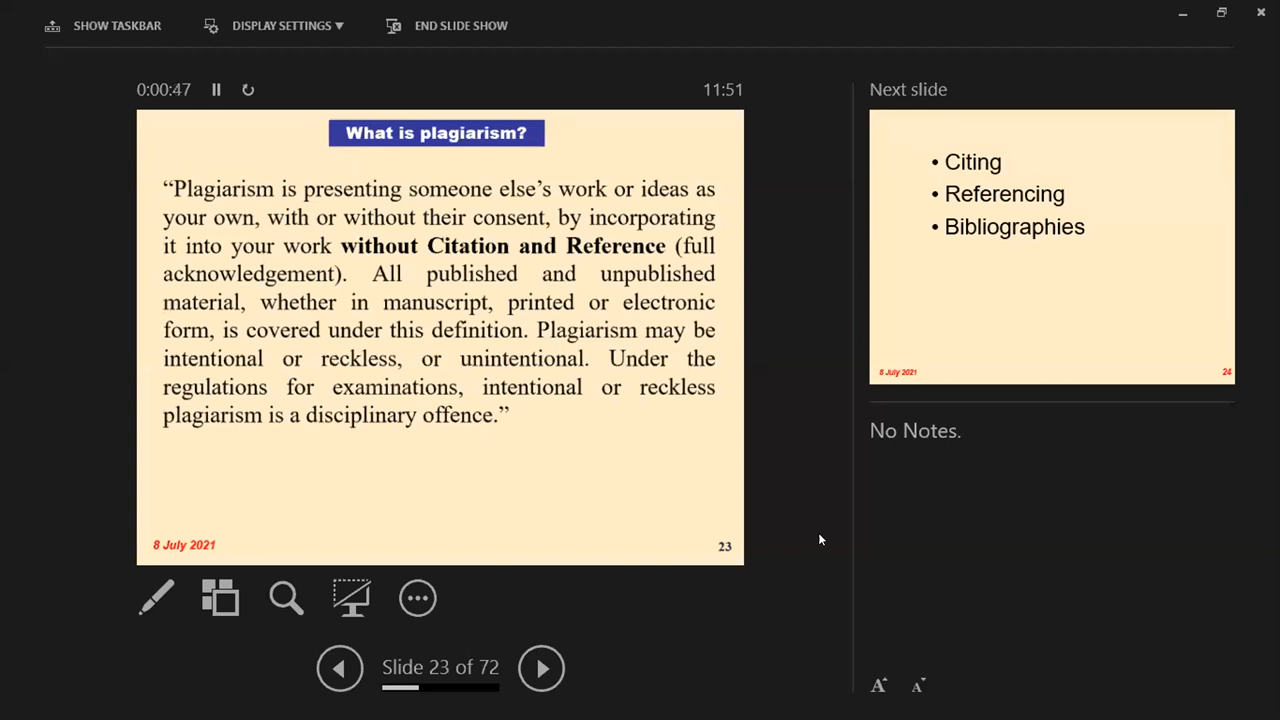 SHOW TASKBAR
DISPLAY SETTINGS
END SLIDE SHOW
0:00:47
11:51
What is plagiarism?
“Plagiarism is presenting someone else’s work or ideas as
your own, with or without their consent, by incorporating
it into your work without Citation and Reference (full
acknowledgement). All published and unpublished
material, whether in manuscript, printed or electronic
form, is covered under this definition. Plagiarism may be
intentional or reckless, or unintentional. Under the
regulations for examinations, intentional or reckless
plagiarism is a disciplinary offence.”
8 July 2021
23
Slide 23 of 72
Next slide
• Citing
• Referencing
• Bibliographies
8 July 2021
24
No Notes.
A A